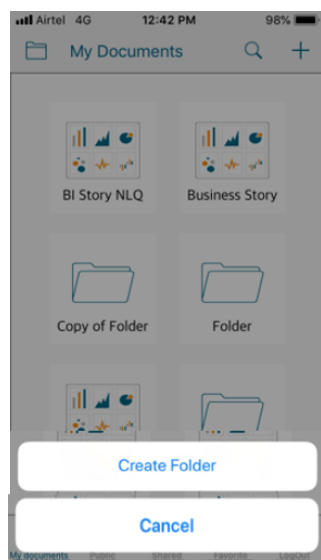 Airtel 4G 12:42 PM 98%
My Documents
BI Story NLQ Business Story
Copy of Folder Folder
Create Folder
Cancel
My documents Public Shared Favorite LogOut